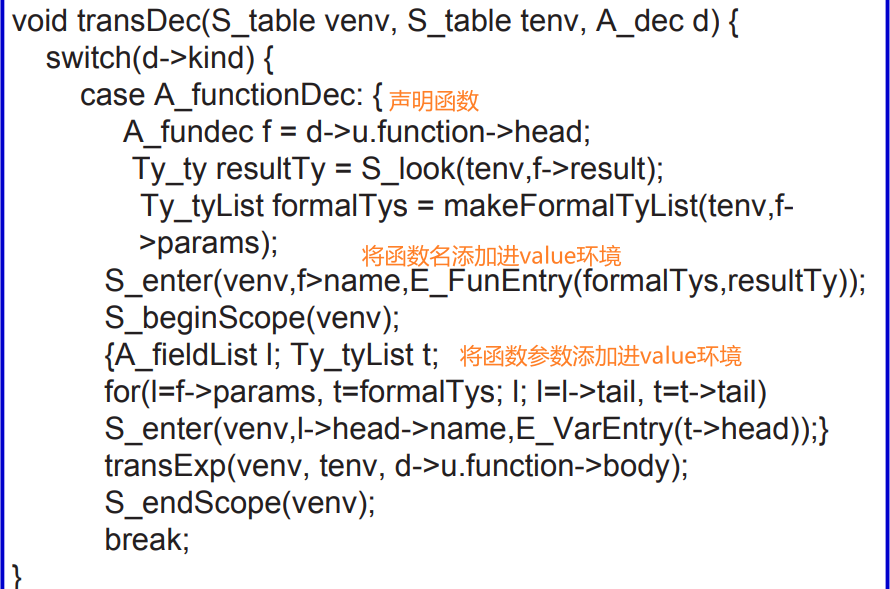 void transDec(S_table venv, S_table tenv, A_dec d) {
switch(d->kind) {
case A_functionDec: { 声明函数
A_fundec f = d->u.function->head;
Ty_ty resultTy = S_look(tenv,f->result);
Ty_tyList formalTys = makeFormalTyList(tenv,f-
>params);
将函数名添加进value环境
S_enter(venv,f>name,E_FunEntry(formalTys,resultTy));
S_beginScope(venv);
{A_fieldList l; Ty_tyList t; 将函数参数添加进value环境
for(l=f->params, t=formalTys; l; l=l->tail, t=t->tail)
S_enter(venv,l->head->name,E_VarEntry(t->head));}
transExp(venv, tenv, d->u.function->body);
S_endScope(venv);
break;
}